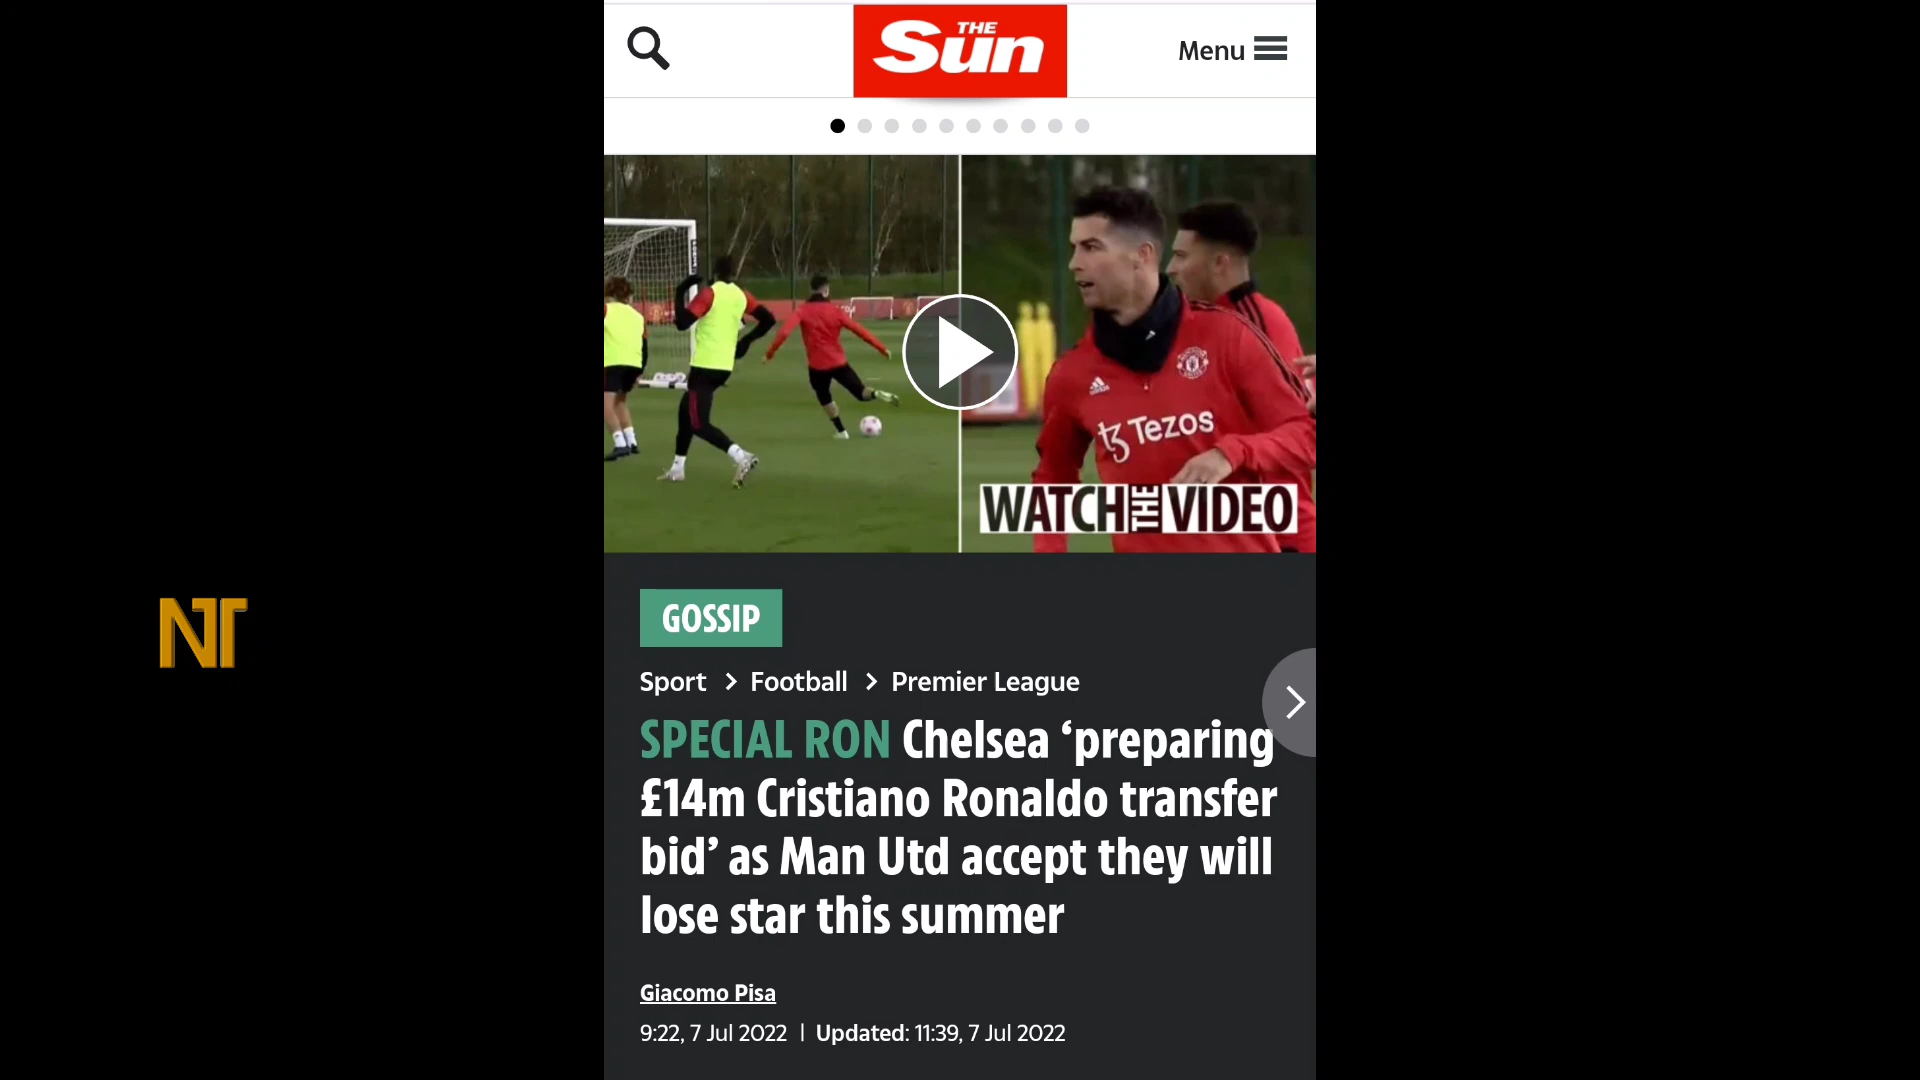 THE
Sun
Menu
Tezos
WATCH THE VIDEO
NT
GOSSIP
Sport > Football > Premier League
SPECIAL RON Chelsea ‘preparing
£14m Cristiano Ronaldo transfer
bid’ as Man Utd accept they will
lose star this summer
Giacomo Pisa
9:22, 7 Jul 2022 | Updated: 11:39, 7 Jul 2022